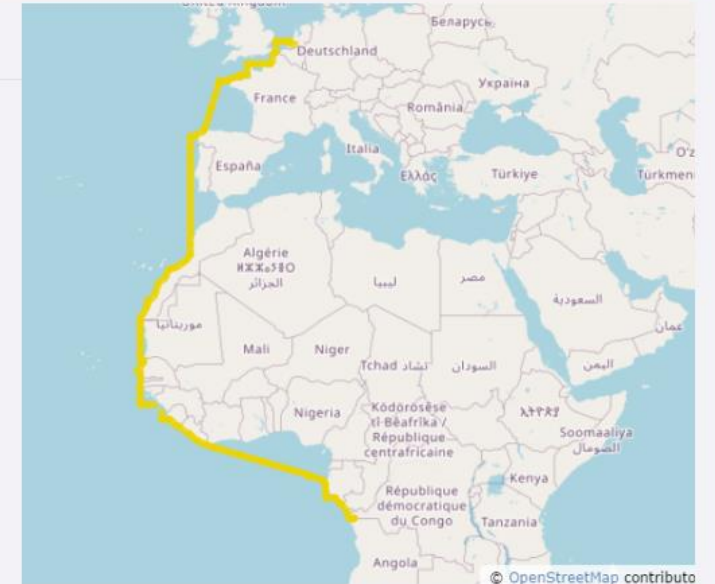 United Kingdom
Беларусь
Deutschland
Україна
France
România
Italia
O'z
España
Ελλάς
Türkiye
Türkmen
Algérie
ⵍⵣⵣⴰⵢⴻⵔ
الجزائر
ليبيا
مصر
السعودية
عمان
موريتانيا
Mali
Niger
Tchad تشاد
السودان
اليمن
Nigeria
Ködörösêse
tî Bêafrîka /
République
centrafricaine
ኢትዮጵያ
Soomaaliya
الصومال
Kenya
République
démocratique
du Congo
Tanzania
Angola
© OpenStreetMap contributo